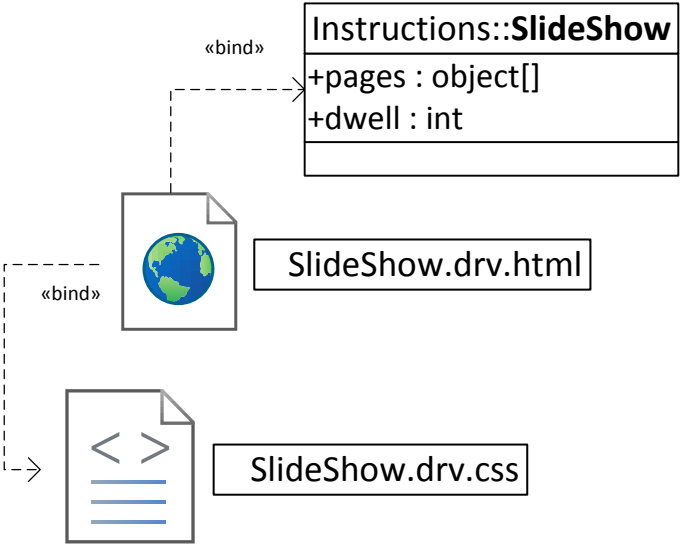 Instructions::SlideShow
«bind»
+pages : object[]
+dwell : int
SlideShow.drv.html
«bind»
< >
SlideShow.drv.css